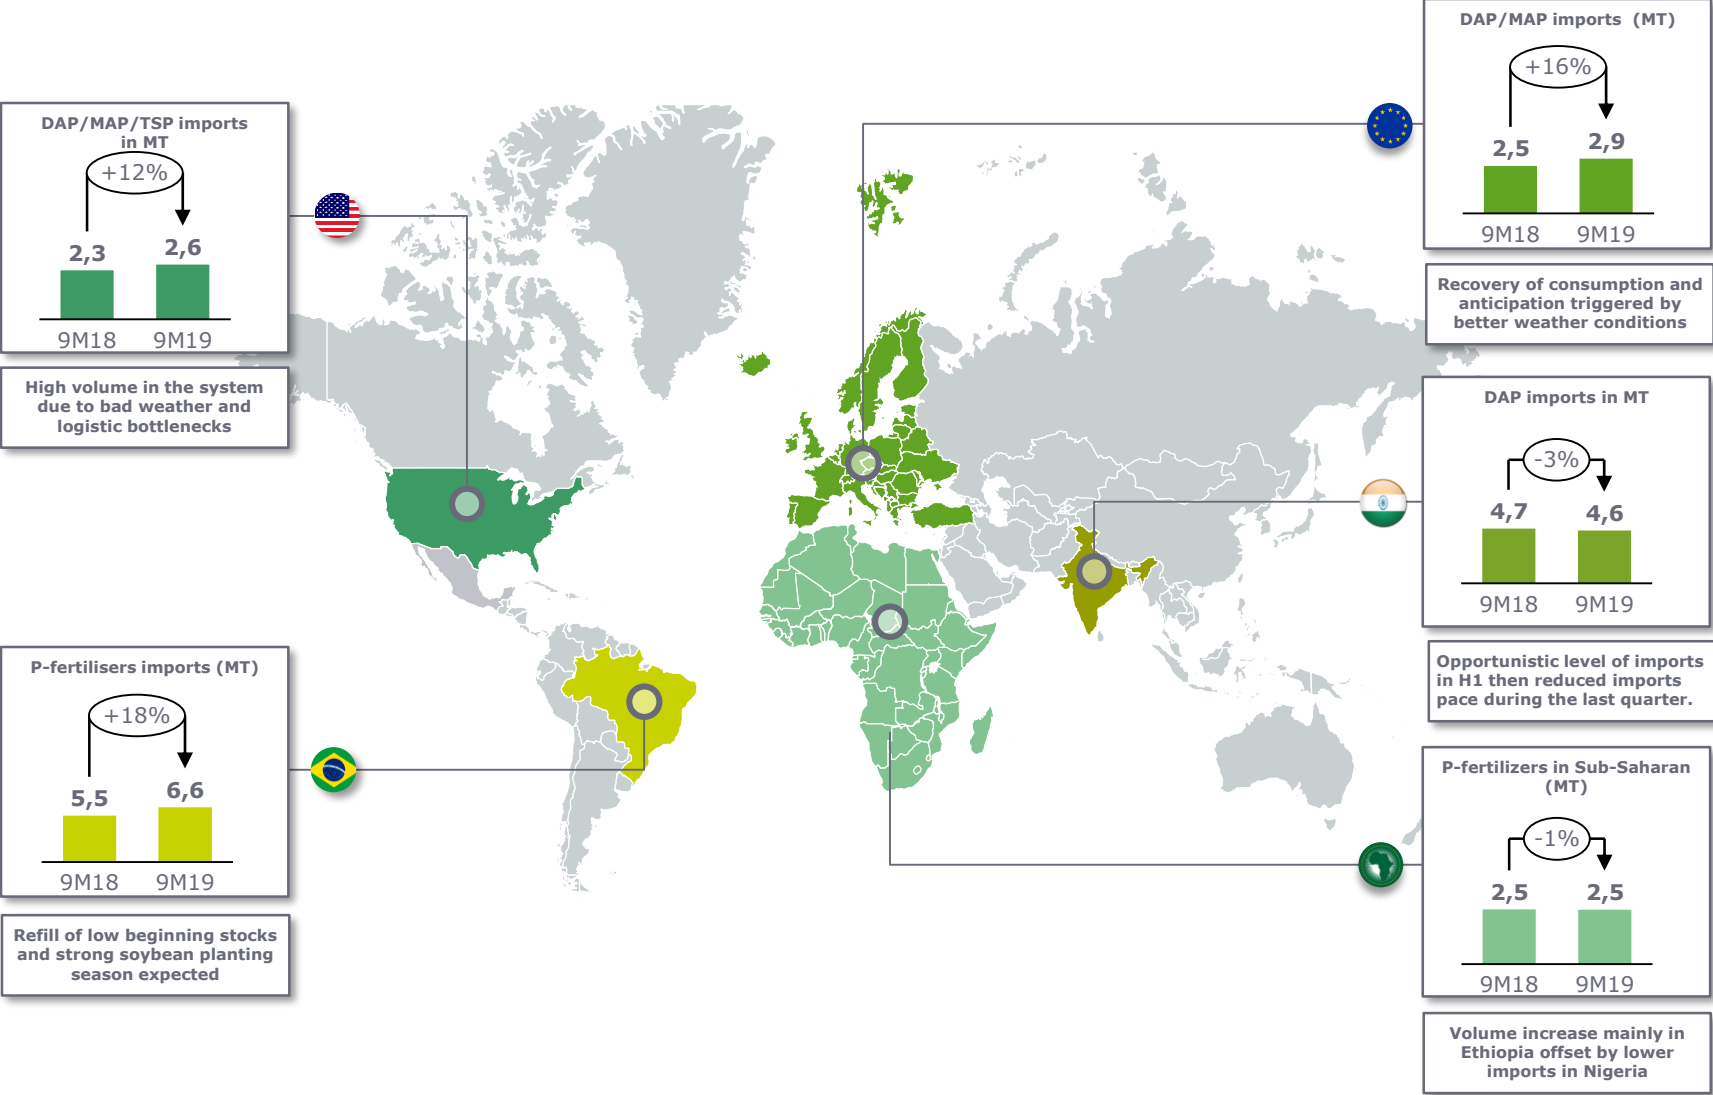 DAP/MAP/TSP imports
in MT
+12%
2,3
2,6
9M18
9M19
High volume in the system
due to bad weather and
logistic bottlenecks
P-fertilisers imports (MT)
+18%
5,5
6,6
9M18
9M19
Refill of low beginning stocks
and strong soybean planting
season expected
DAP/MAP imports (MT)
+16%
2,5
2,9
9M18
9M19
Recovery of consumption and
anticipation triggered by
better weather conditions
DAP imports in MT
-3%
4,7
4,6
9M18
9M19
Opportunistic level of imports
in H1 then reduced imports
pace during the last quarter.
P-fertilizers in Sub-Saharan
(MT)
-1%
2,5
2,5
9M18
9M19
Volume increase mainly in
Ethiopia offset by lower
imports in Nigeria